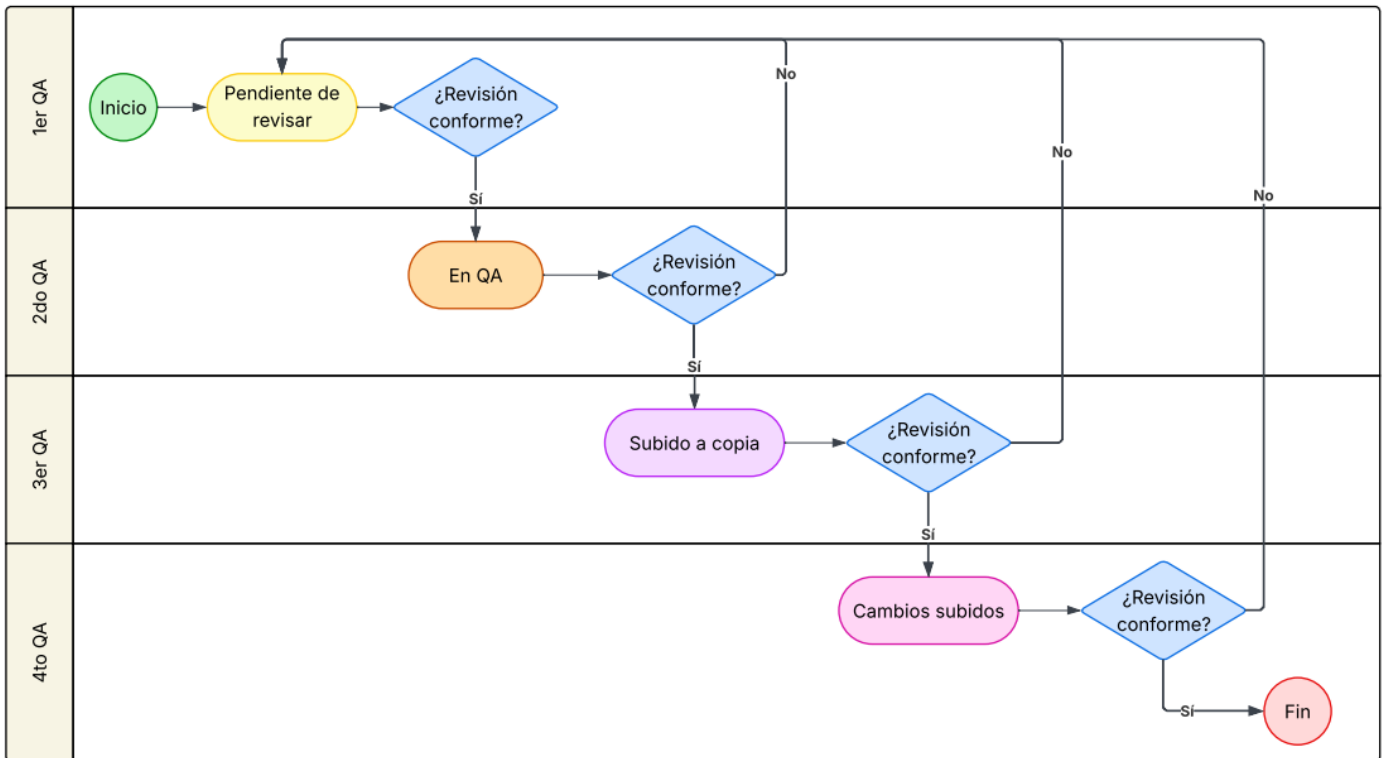 1er QA
Inicio
Pendiente de
revisar
¿Revisión
conforme?
No
No
No
Sí
2do QA
En QA
¿Revisión
conforme?
Sí
3er QA
Subido a copia
¿Revisión
conforme?
Sí
4to QA
Cambios subidos
¿Revisión
conforme?
Sí
Fin